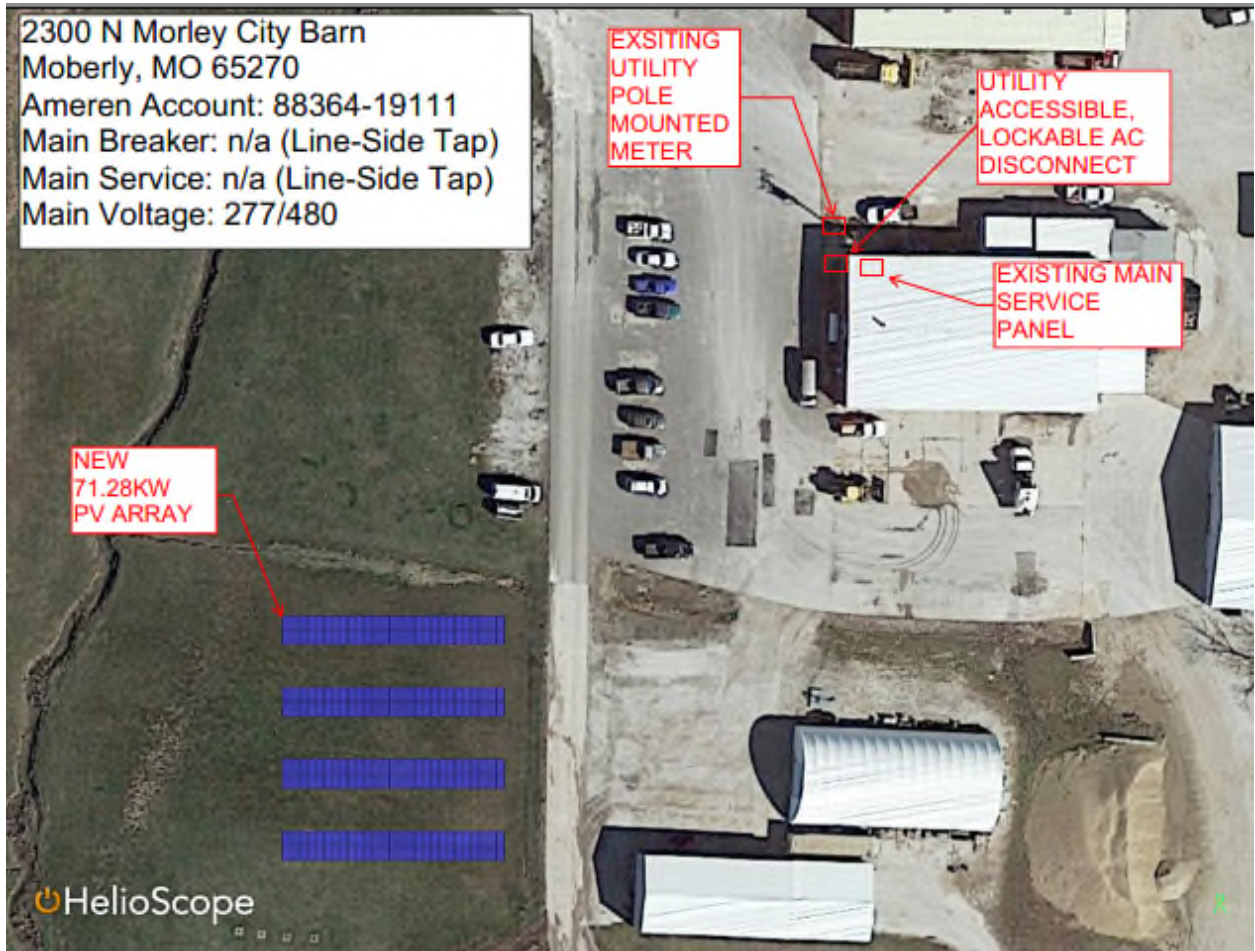 2300 N Morley City Barn
Moberly, MO 65270
Ameren Account: 88364-19111
Main Breaker: n/a (Line-Side Tap)
Main Service: n/a (Line-Side Tap)
Main Voltage: 277/480
EXSITING
UTILITY
POLE
MOUNTED
METER
UTILITY
ACCESSIBLE,
LOCKABLE AC
DISCONNECT
EXISTING MAIN
SERVICE
PANEL
NEW
71.28KW
PV ARRAY
HelioScope